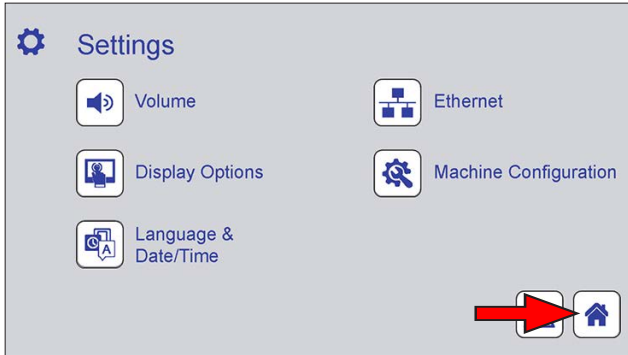 Settings
Volume
Ethernet
Display Options
Machine Configuration
Language &
Date/Time
A